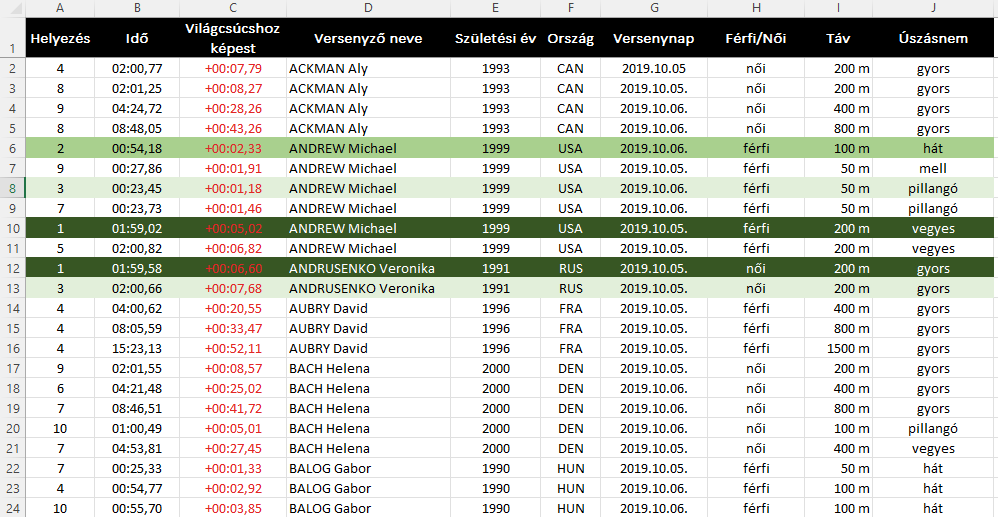 A B C D E F G H I J
1 Helyezés Idő Világcsúcshoz képest Versenyző neve Születési év Ország Versenynap Férfi/Női Táv Úszásnem
2 4 02:00,77 +00:07,79 ACKMAN Aly 1993 CAN 2019.10.05 női 200 m gyors
3 8 02:01,25 +00:08,27 ACKMAN Aly 1993 CAN 2019.10.05. női 200 m gyors
4 9 04:24,72 +00:28,26 ACKMAN Aly 1993 CAN 2019.10.06. női 400 m gyors
5 8 08:48,05 +00:43,26 ACKMAN Aly 1993 CAN 2019.10.06. női 800 m gyors
6 2 00:54,18 +00:02,33 ANDREW Michael 1999 USA 2019.10.06. férfi 100 m hát
7 9 00:27,86 +00:01,91 ANDREW Michael 1999 USA 2019.10.06. férfi 50 m mell
8 3 00:23,45 +00:01,18 ANDREW Michael 1999 USA 2019.10.06. férfi 50 m pillangó
9 7 00:23,73 +00:01,46 ANDREW Michael 1999 USA 2019.10.06. férfi 50 m pillangó
10 1 01:59,02 +00:05,02 ANDREW Michael 1999 USA 2019.10.05. férfi 200 m vegyes
11 5 02:00,82 +00:06,82 ANDREW Michael 1999 USA 2019.10.05. férfi 200 m vegyes
12 1 01:59,58 +00:06,60 ANDRUSENKO Veronika 1991 RUS 2019.10.05. női 200 m gyors
13 3 02:00,66 +00:07,68 ANDRUSENKO Veronika 1991 RUS 2019.10.05. női 200 m gyors
14 4 04:00,62 +00:20,55 AUBRY David 1996 FRA 2019.10.05. férfi 400 m gyors
15 4 08:05,59 +00:33,47 AUBRY David 1996 FRA 2019.10.05. férfi 800 m gyors
16 4 15:23,13 +00:52,11 AUBRY David 1996 FRA 2019.10.05. férfi 1500 m gyors
17 9 02:01,55 +00:08,57 BACH Helena 2000 DEN 2019.10.05. női 200 m gyors
18 6 04:21,48 +00:25,02 BACH Helena 2000 DEN 2019.10.06. női 400 m gyors
19 7 08:46,51 +00:41,72 BACH Helena 2000 DEN 2019.10.06. női 800 m gyors
20 10 01:00,49 +00:05,01 BACH Helena 2000 DEN 2019.10.06. női 100 m pillangó
21 7 04:53,81 +00:27,45 BACH Helena 2000 DEN 2019.10.05. női 400 m vegyes
22 7 00:25,33 +00:01,33 BALOG Gabor 1990 HUN 2019.10.05. férfi 50 m hát
23 4 00:54,77 +00:02,92 BALOG Gabor 1990 HUN 2019.10.06. férfi 100 m hát
24 10 00:55,70 +00:03,85 BALOG Gabor 1990 HUN 2019.10.06. férfi 100 m hát